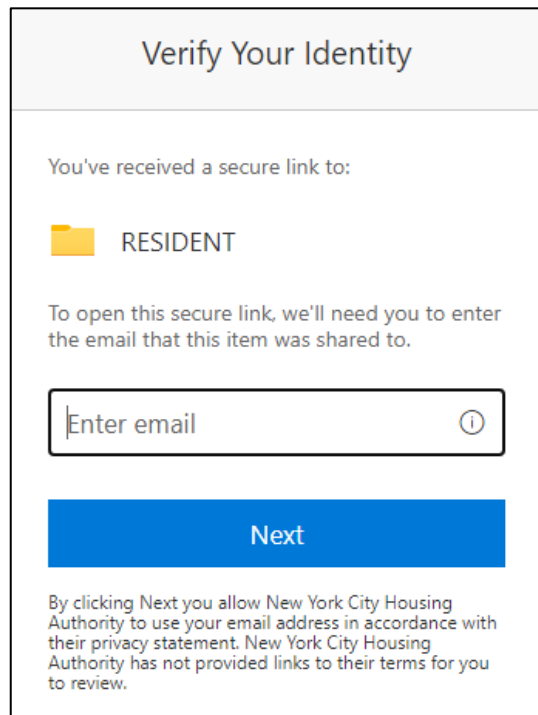 Verify Your Identity
You've received a secure link to:
RESIDENT
To open this secure link, we'll need you to enter
the email that this item was shared to.
Enter email
Next
By clicking Next you allow New York City Housing
Authority to use your email address in accordance with
their privacy statement. New York City Housing
Authority has not provided links to their terms for you
to review.